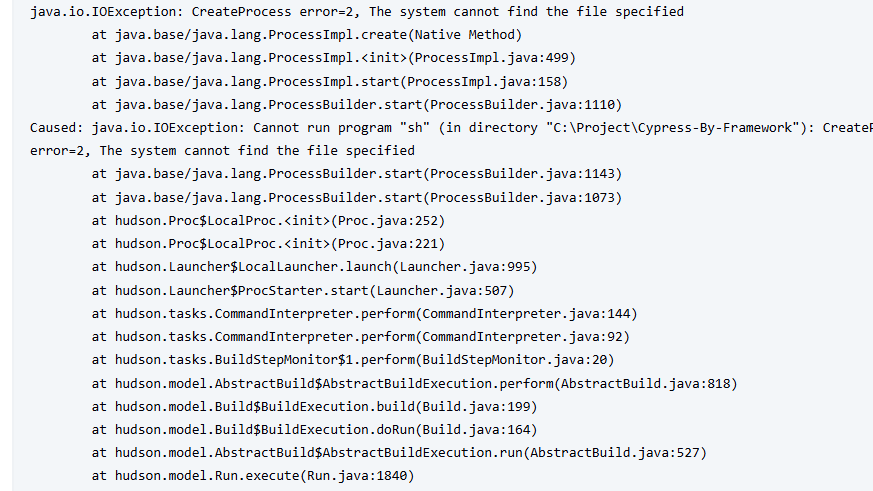 java.io.IOException: CreateProcess error=2, The system cannot find the file specified
at java.base/java.lang.ProcessImpl.create(Native Method)
at java.base/java.lang.ProcessImpl.<init>(ProcessImpl.java:499)
at java.base/java.lang.ProcessImpl.start(ProcessImpl.java:158)
at java.base/java.lang.ProcessBuilder.start(ProcessBuilder.java:1110)
Caused: java.io.IOException: Cannot run program "sh" (in directory "C:\Project\Cypress-By-Framework"): CreateP
error=2, The system cannot find the file specified
at java.base/java.lang.ProcessBuilder.start(ProcessBuilder.java:1143)
at java.base/java.lang.ProcessBuilder.start(ProcessBuilder.java:1073)
at hudson.Proc$LocalProc.<init>(Proc.java:252)
at hudson.Proc$LocalProc.<init>(Proc.java:221)
at hudson.Launcher$LocalLauncher.launch(Launcher.java:995)
at hudson.Launcher$ProcStarter.start(Launcher.java:507)
at hudson.tasks.CommandInterpreter.perform(CommandInterpreter.java:144)
at hudson.tasks.CommandInterpreter.perform(CommandInterpreter.java:92)
at hudson.tasks.BuildStepMonitor$1.perform(BuildStepMonitor.java:20)
at hudson.model.AbstractBuild$AbstractBuildExecution.perform(AbstractBuild.java:818)
at hudson.model.Build$BuildExecution.build(Build.java:199)
at hudson.model.Build$BuildExecution.doRun(Build.java:164)
at hudson.model.AbstractBuild$AbstractBuildExecution.run(AbstractBuild.java:527)
at hudson.model.Run.execute(Run.java:1840)